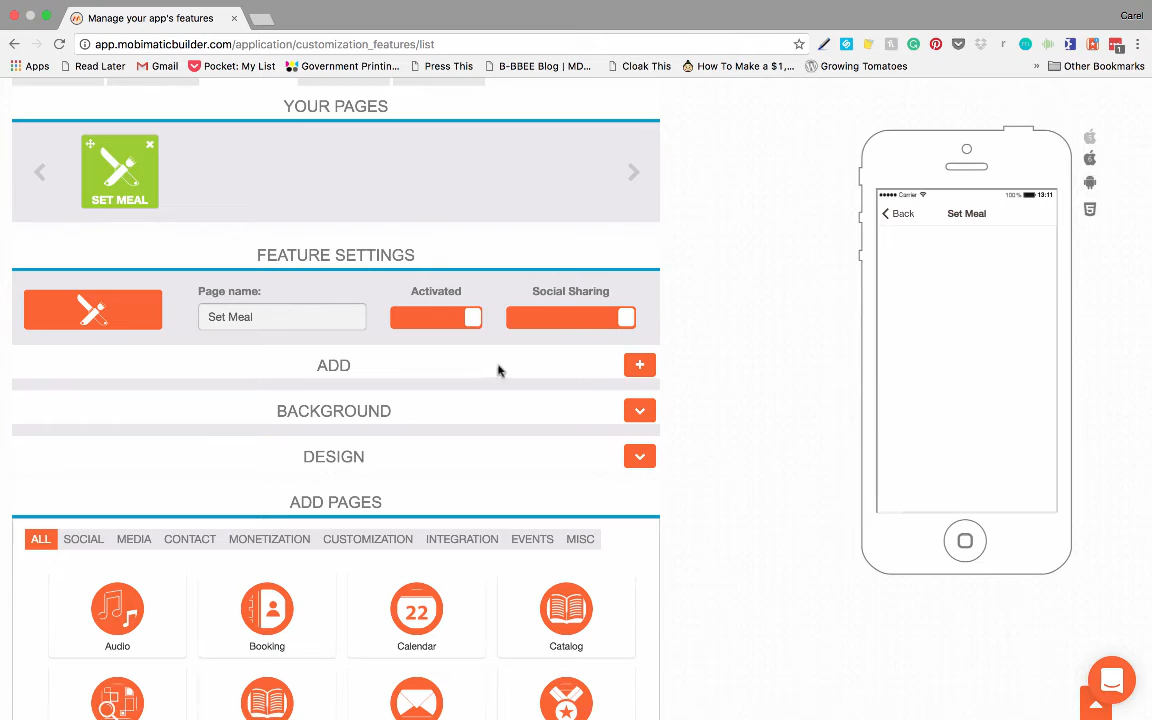 Manage your app's features
Carel
app.mobimaticbuilder.com/application/customization_features/list
Apps Read Later Gmail Pocket: My List Government Printin... Press This B-BBEE Blog | MD... Cloak This How To Make a $1,... Growing Tomatoes Other Bookmarks
YOUR PAGES
SET MEAL
FEATURE SETTINGS
Page name: Activated Social Sharing
Set Meal
ADD
BACKGROUND
DESIGN
ADD PAGES
ALL SOCIAL MEDIA CONTACT MONETIZATION CUSTOMIZATION INTEGRATION EVENTS MISC
22
Audio Booking Calendar Catalog
Carrier 100% 13:11
Back Set Meal